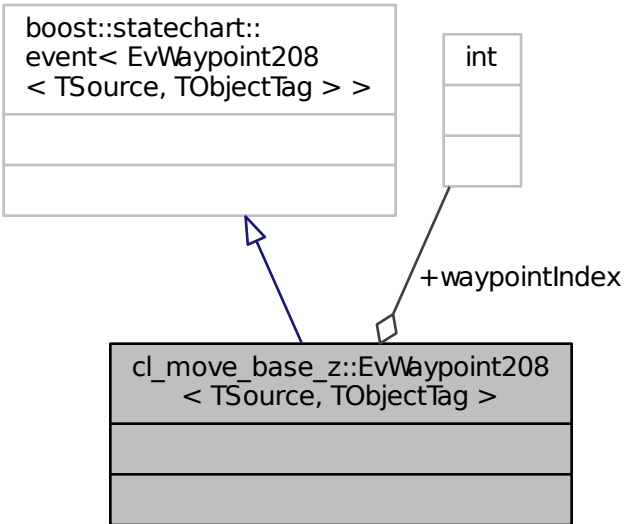 boost::statechart::
event< EvWaypoint208
< TSource, TObjectTag > >
int
+waypointIndex
cl_move_base_z::EvWaypoint208
< TSource, TObjectTag >